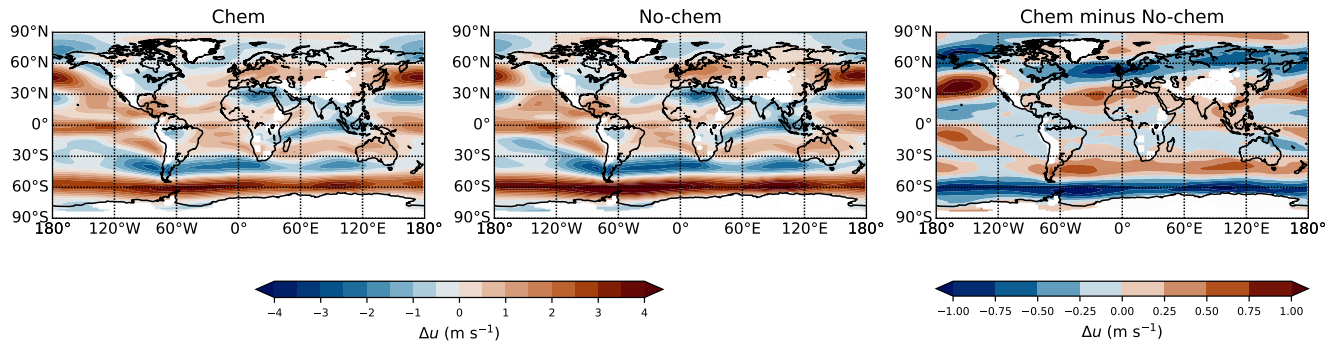 Chem
No-chem
Chem minus No-chem
90°N
60°N
30°N
0°
30°S
60°S
90°S
180°
120°W
60°W
0°
60°E
120°E
180°
90°N
60°N
30°N
0°
30°S
60°S
90°S
180°
120°W
60°W
0°
60°E
120°E
180°
90°N
60°N
30°N
0°
30°S
60°S
90°S
180°
120°W
60°W
0°
60°E
120°E
180°
−4 −3 −2 −1 0 1 2 3 4
Δu (m s⁻¹)
−1.00 −0.75 −0.50 −0.25 0.00 0.25 0.50 0.75 1.00
Δu (m s⁻¹)